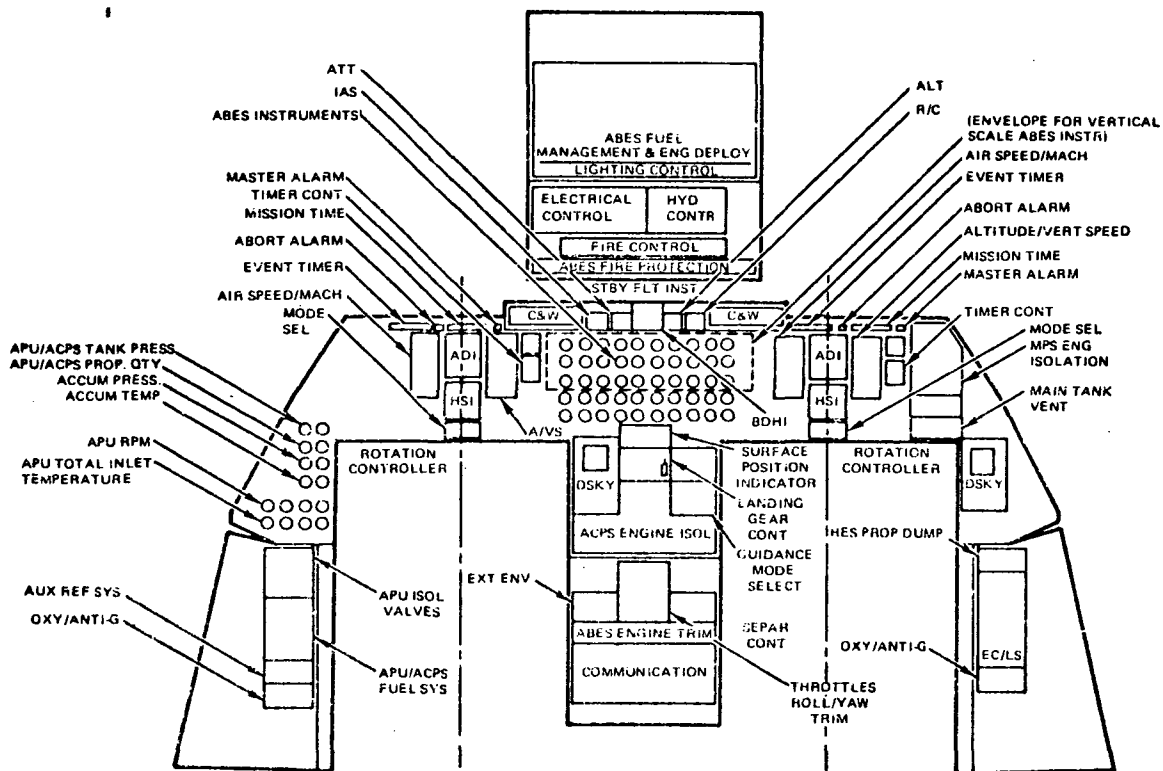 ATT
IAS
ABES INSTRUMENTS
MASTER ALARM
TIMER CONT
MISSION TIME
ABORT ALARM
EVENT TIMER
AIR SPEED/MACH
MODE
SEL
APU/ACPS TANK PRESS
APU/ACPS PROP. QTY
ACCUM PRESS.
ACCUM TEMP
APU RPM
APU TOTAL INLET
TEMPERATURE
AUX REF SYS
OXY/ANTI-G
ABES FUEL
MANAGEMENT & ENG DEPLOY
LIGHTING CONTROL
ELECTRICAL
CONTROL
HYD
CONTR
FIRE CONTROL
ABES FIRE PROTECTION
STBY FLT INST
C&W
C&W
ADI
HSI
A/VS
ROTATION
CONTROLLER
ADI
HSI
BDHI
ROTATION
CONTROLLER
ALT
R/C
(ENVELOPE FOR VERTICAL
SCALE ABES INSTR)
AIR SPEED/MACH
EVENT TIMER
ABORT ALARM
ALTITUDE/VERT SPEED
MISSION TIME
MASTER ALARM
TIMER CONT
MODE SEL
MPS ENG
ISOLATION
MAIN TANK
VENT
DSKY
DSKY
SURFACE
POSITION
INDICATOR
LANDING
GEAR
CONT
GUIDANCE
MODE
SELECT
ACPS ENGINE ISOL
EXT ENV
ABES ENGINE TRIM
COMMUNICATION
SEPAR
CONT
THROTTLES
ROLL/YAW
TRIM
APU ISOL
VALVES
APU/ACPS
FUEL SYS
PROP DUMP
OXY/ANTI-G
EC/LS